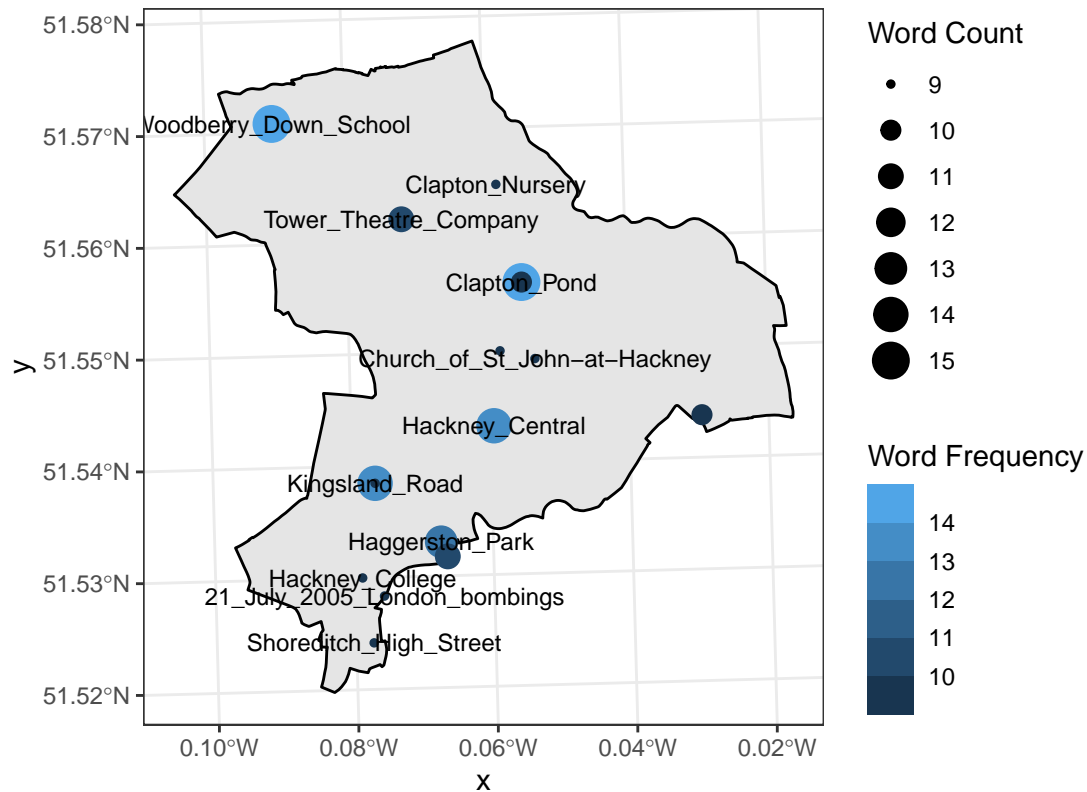 51.58°N
51.57°N
51.56°N
51.55°N
51.54°N
51.53°N
51.52°N
y
Woodberry_Down_School
Clapton_Nursery
Tower_Theatre_Company
Clapton_Pond
Church_of_St_John−at−Hackney
Hackney_Central
Kingsland_Road
Haggerston_Park
Hackney_College
21_July_2005_London_bombings
Shoreditch_High_Street
0.10°W 0.08°W 0.06°W 0.04°W 0.02°W
x
Word Count
9
10
11
12
13
14
15
Word Frequency
14
13
12
11
10